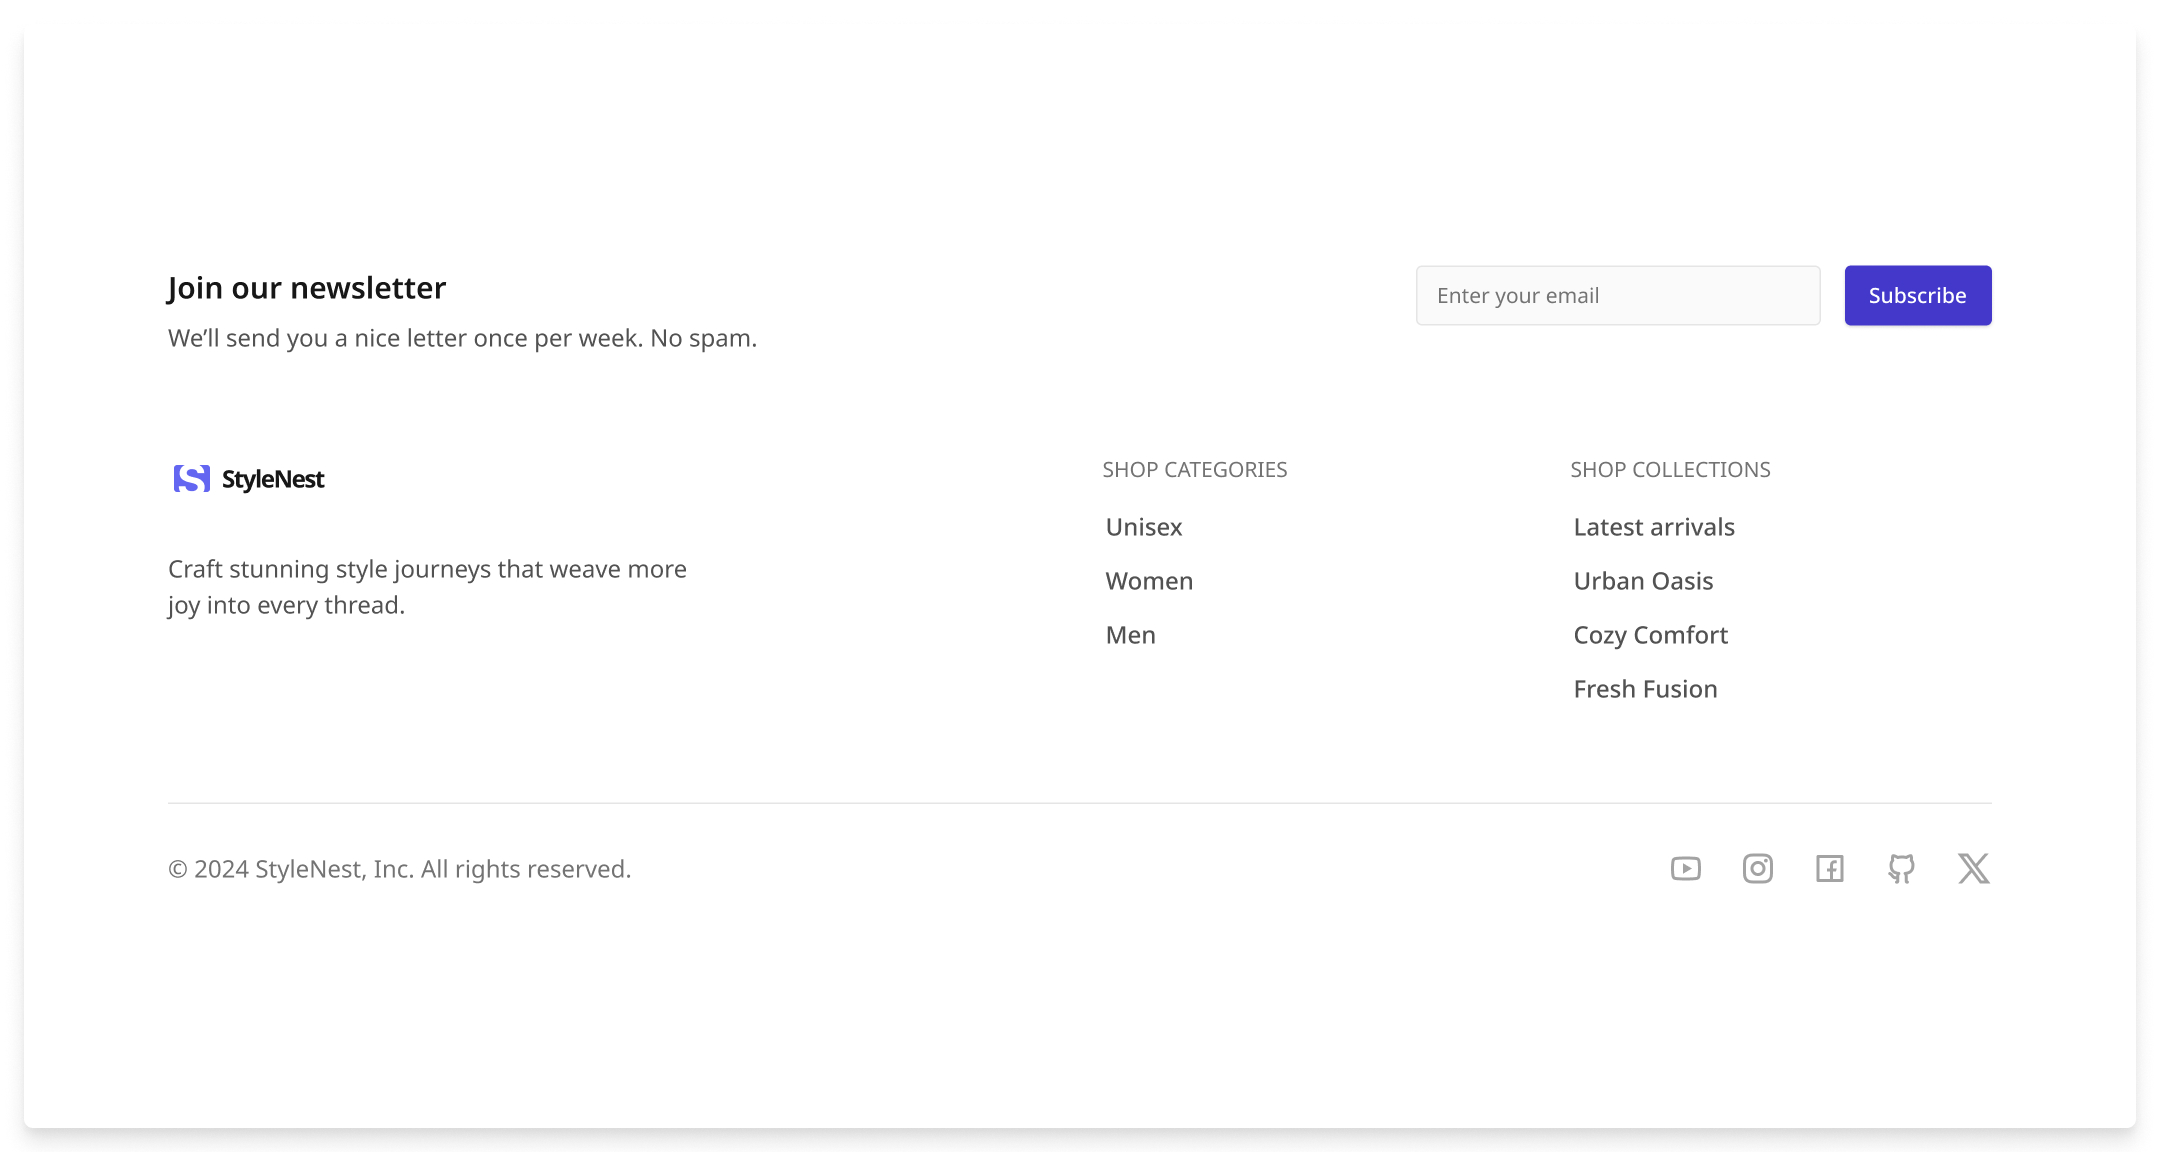 Join our newsletter
We’ll send you a nice letter once per week. No spam.
Enter your email
Subscribe
StyleNest
Craft stunning style journeys that weave more
joy into every thread.
SHOP CATEGORIES
Unisex
Women
Men
SHOP COLLECTIONS
Latest arrivals
Urban Oasis
Cozy Comfort
Fresh Fusion
© 2024 StyleNest, Inc. All rights reserved.